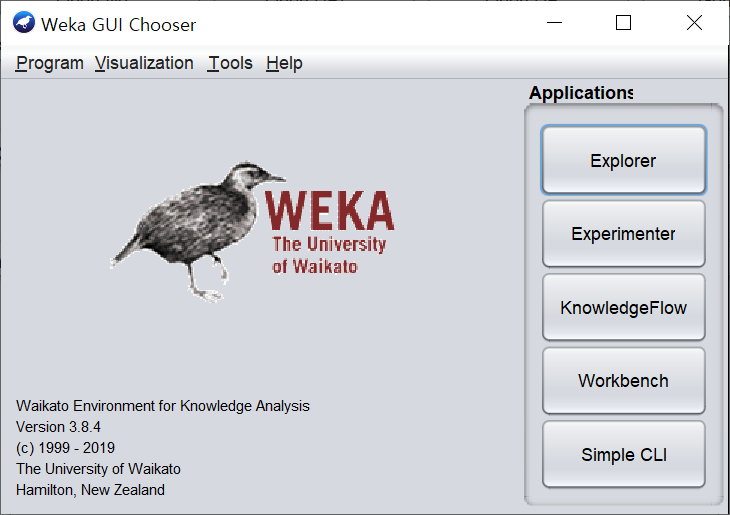 Weka GUI Chooser
Program Visualization Tools Help
Applications
Explorer
Experimenter
KnowledgeFlow
Workbench
Simple CLI
WEKA
The University
of Waikato
Waikato Environment for Knowledge Analysis
Version 3.8.4
(c) 1999 - 2019
The University of Waikato
Hamilton, New Zealand